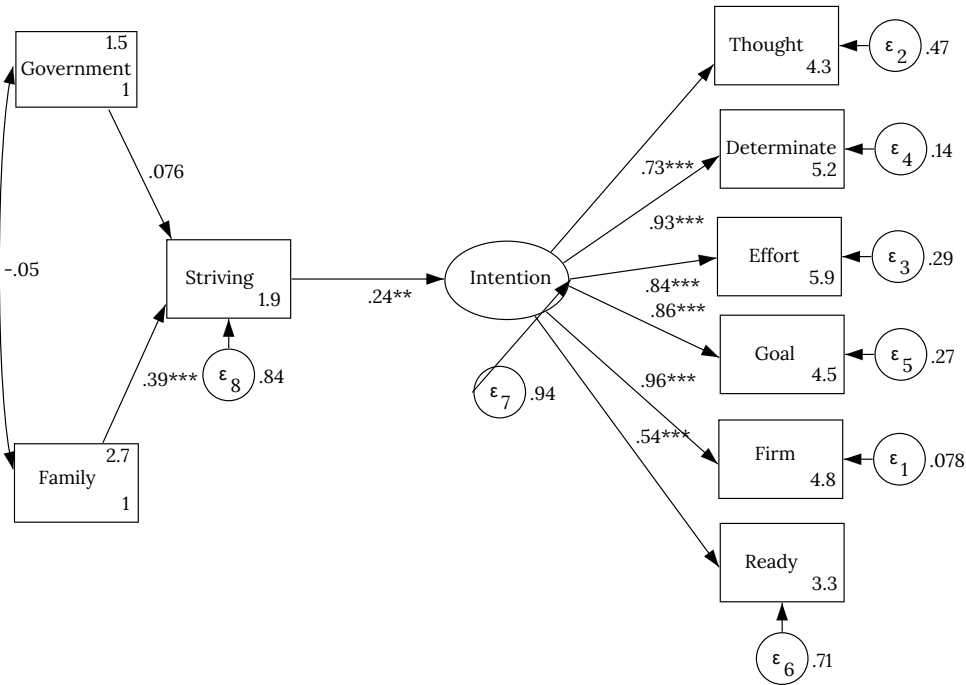 1.5
Government
1
.076
-.05
.39***
2.7
Family
1
Striving
1.9
ε8 .84
.24**
Intention
ε7 .94
.73***
.93***
.84***
.86***
.96***
.54***
Thought
4.3
ε2 .47
Determinate
5.2
ε4 .14
Effort
5.9
ε3 .29
Goal
4.5
ε5 .27
Firm
4.8
ε1 .078
Ready
3.3
ε6 .71